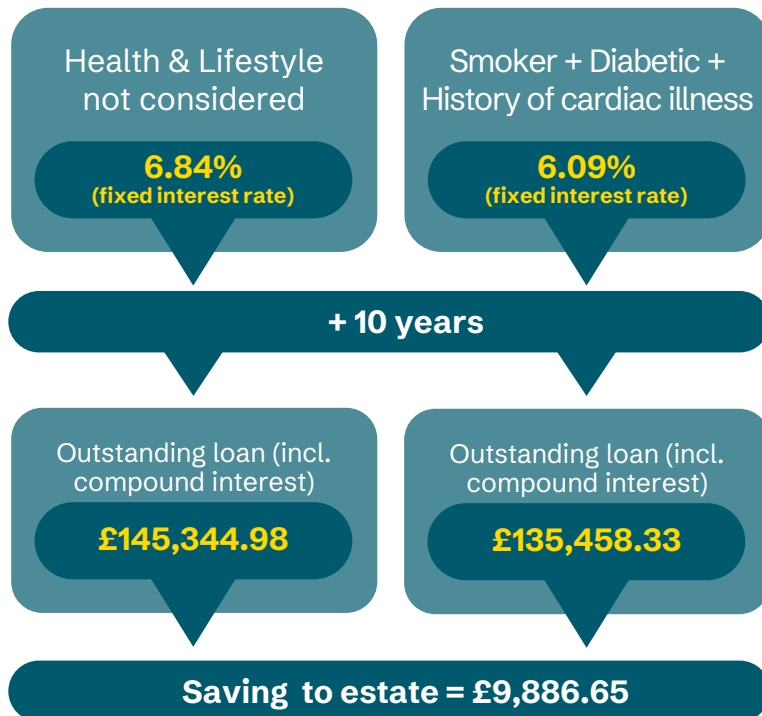 Health & Lifestyle
not considered
6.84%
(fixed interest rate)
Smoker + Diabetic +
History of cardiac illness
6.09%
(fixed interest rate)
+ 10 years
Outstanding loan (incl.
compound interest)
£145,344.98
Outstanding loan (incl.
compound interest)
£135,458.33
Saving to estate = £9,886.65